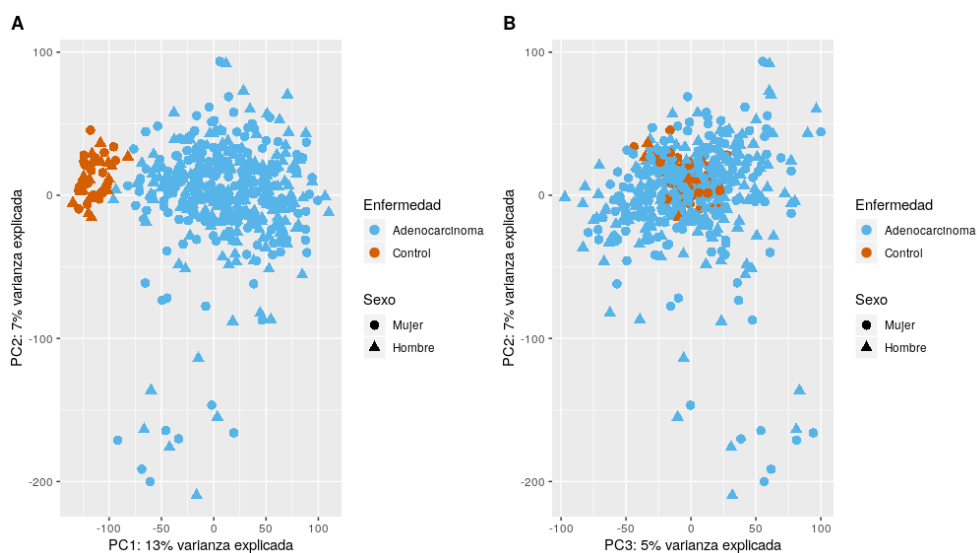 A
100
0
-100
-200
PC2: 7% varianza explicada
-100
-50
0
50
100
PC1: 13% varianza explicada
Enfermedad
Adenocarcinoma
Control
Sexo
Mujer
Hombre
B
100
0
-100
-200
PC2: 7% varianza explicada
-100
-50
0
50
100
PC3: 5% varianza explicada
Enfermedad
Adenocarcinoma
Control
Sexo
Mujer
Hombre